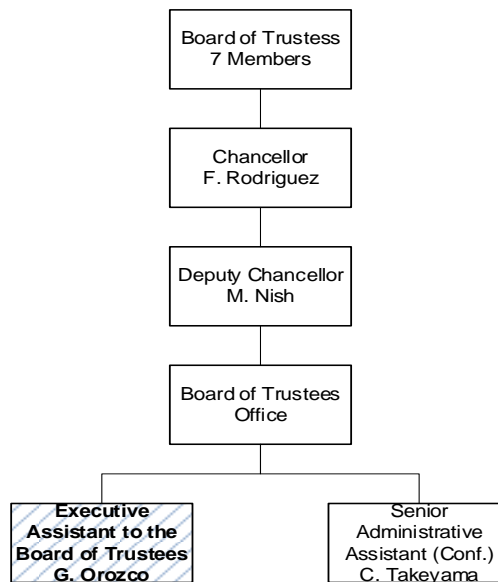 Board of Trustess
7 Members
Chancellor
F. Rodriguez
Deputy Chancellor
M. Nish
Board of Trustees
Office
Executive
Assistant to the
Board of Trustees
G. Orozco
Senior
Administrative
Assistant (Conf.)
C. Takeyama